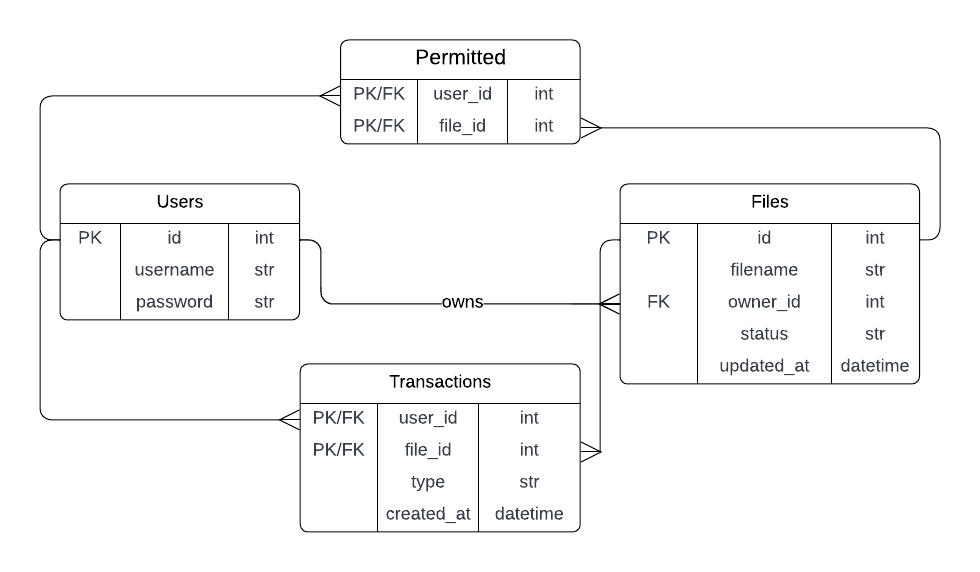 Permitted
PK/FK user_id int
PK/FK file_id int
Users
PK id int
username str
password str
Files
PK id int
filename str
FK owner_id int
status str
updated_at datetime
owns
Transactions
PK/FK user_id int
PK/FK file_id int
type str
created_at datetime